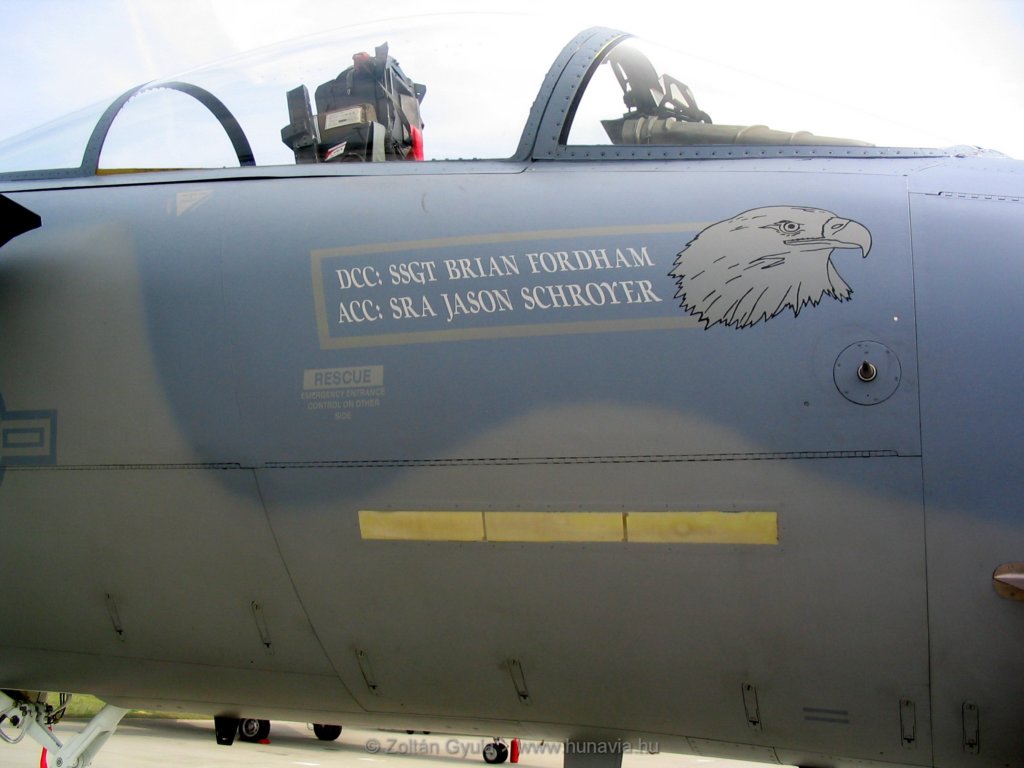 DCC: SSGT BRIAN FORDHAM
ACC: SRA JASON SCHROYER
RESCUE
EMERGENCY ENTRANCE
CONTROL ON OTHER
SIDE
© Zoltán Gyula www.hunavia.hu